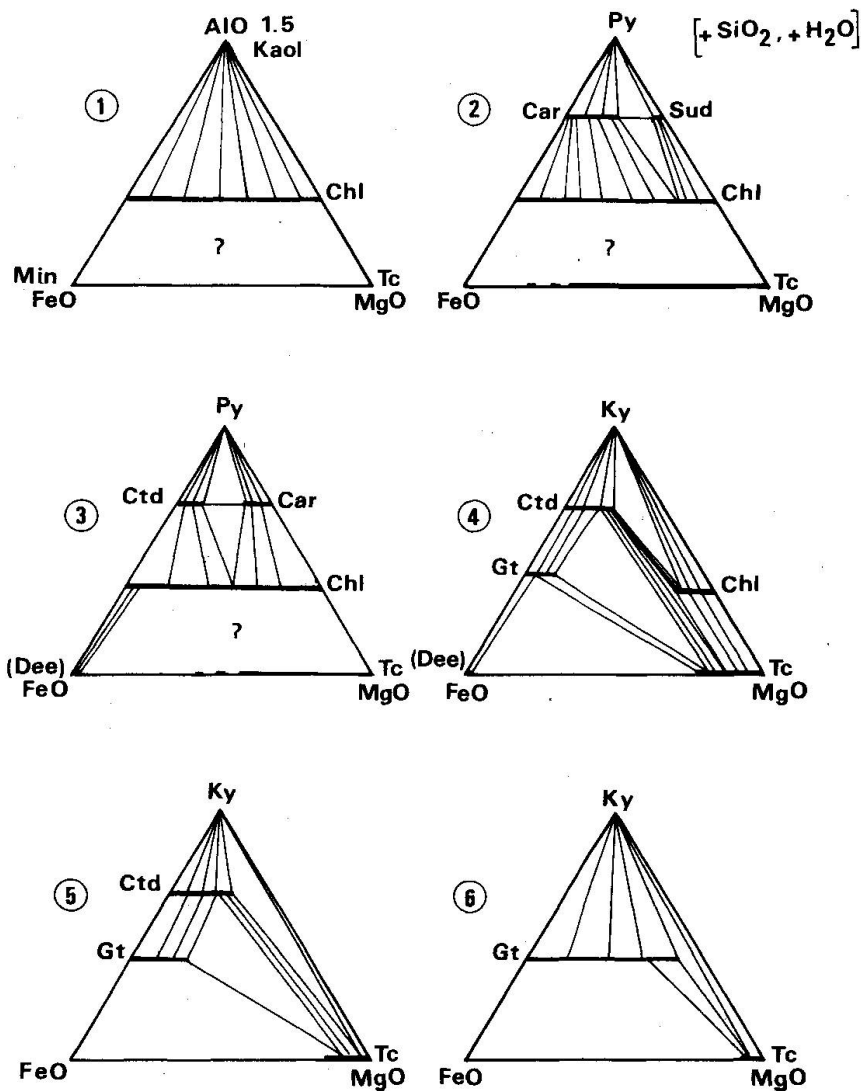 AlO 1.5
Kaol
1
Chl
?
Min
FeO
Tc
MgO
Py
[+ SiO₂, + H₂O]
2
Car
Sud
Chl
?
FeO
Tc
MgO
Py
3
Ctd
Car
Chl
?
(Dee)
FeO
Tc
MgO
Ky
4
Ctd
Gt
Chl
(Dee)
FeO
Tc
MgO
Ky
5
Ctd
Gt
FeO
Tc
MgO
Ky
6
Gt
FeO
Tc
MgO